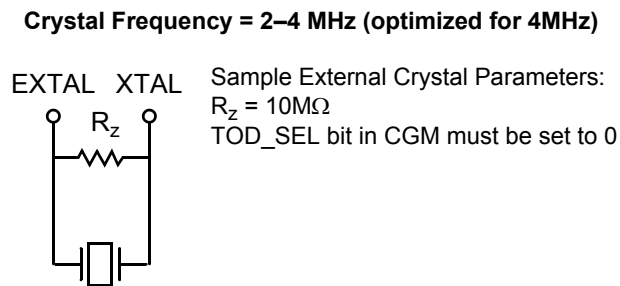 Crystal Frequency = 2–4 MHz (optimized for 4MHz)
EXTAL XTAL
Sample External Crystal Parameters:
Rz = 10MΩ
TOD_SEL bit in CGM must be set to 0
Rz